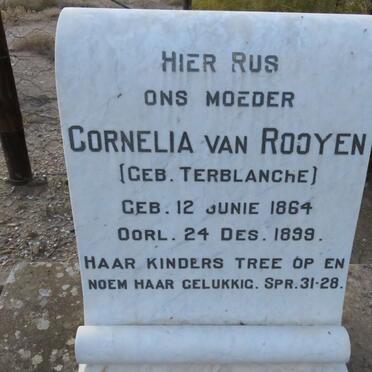 HIER RUS
ONS MOEDER
CORNELIA VAN ROOYEN
(GEB. TERBLANCHE)
GEB. 12 JUNIE 1864
OORL. 24 DES. 1899.
HAAR KINDERS TREE OP EN
NOEM HAAR GELUKKIG. SPR. 31-28.